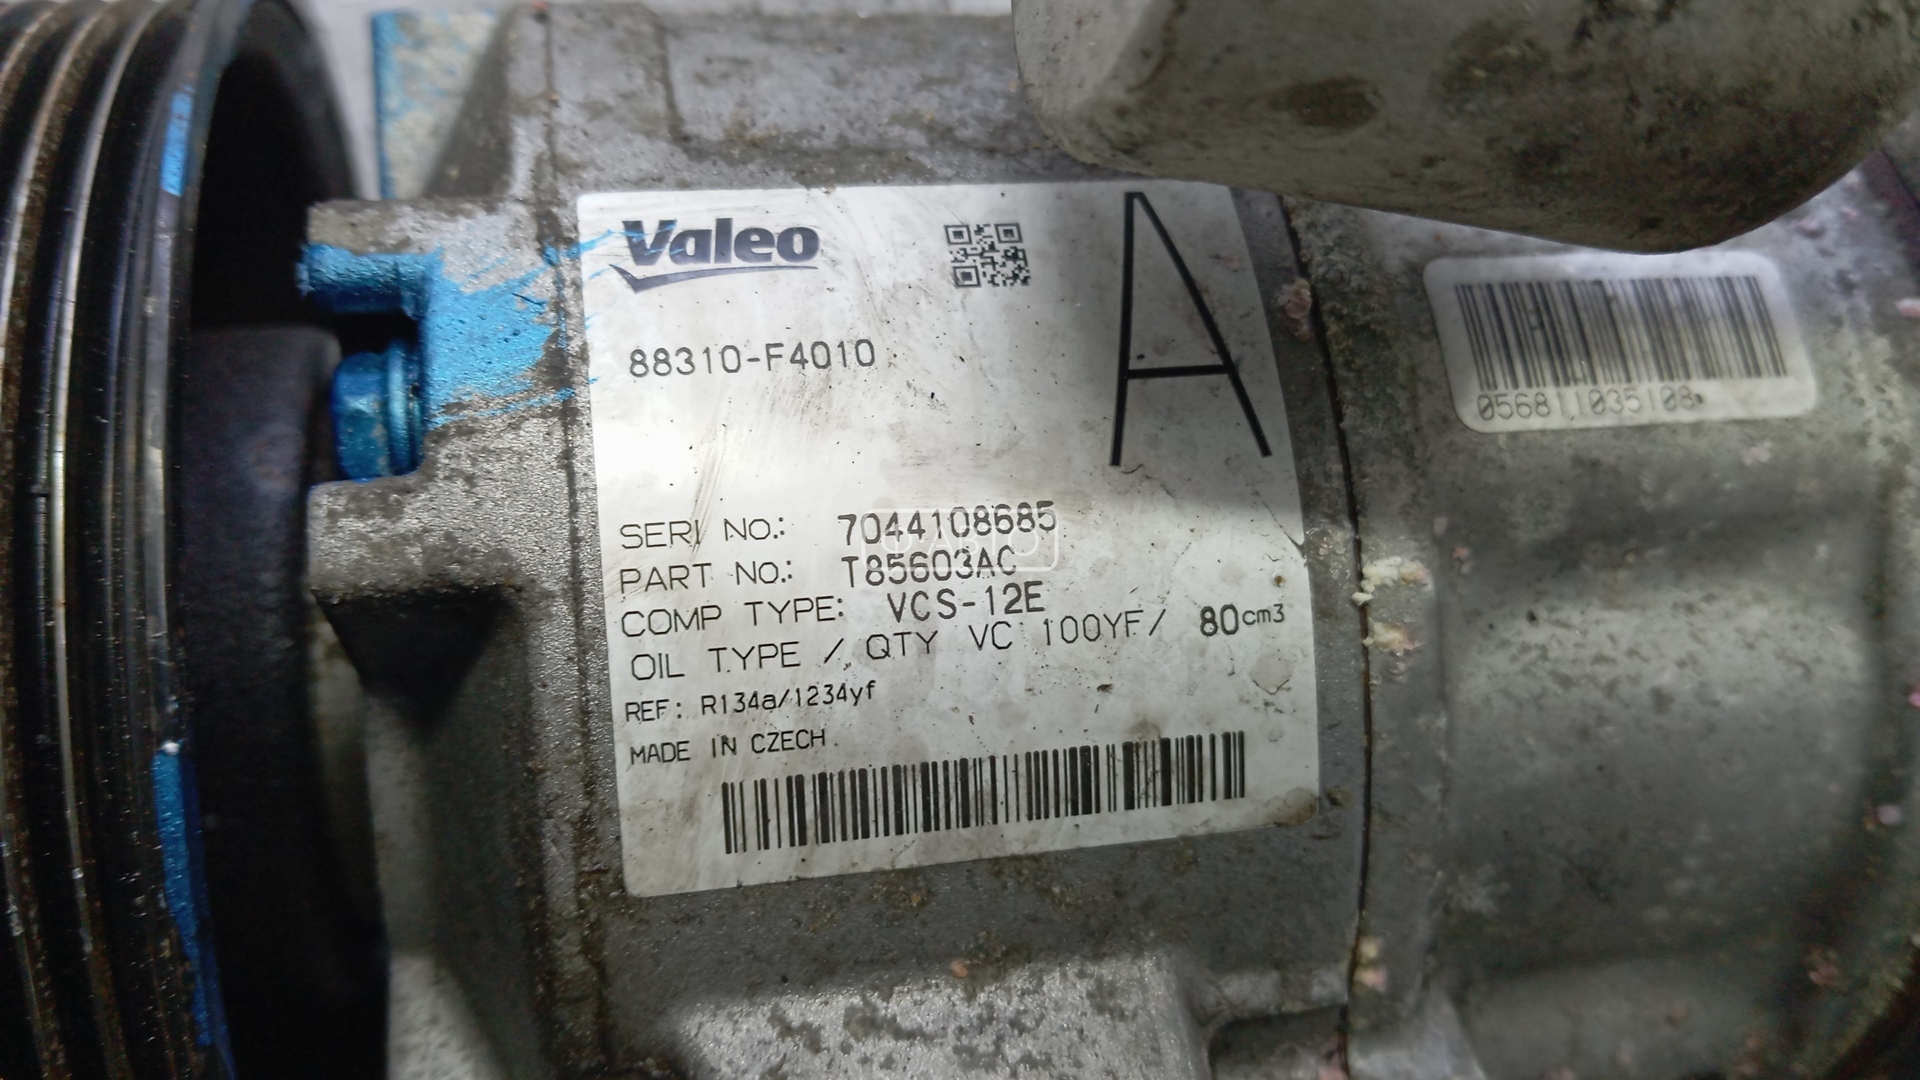 Valeo
A
88310-F4010
056811035108
SERI NO.: 7044108685
PART NO.: T85603AC
COMP TYPE: VCS-12E
OIL TYPE / QTY VC 100YF/ 80cm3
REF: R134a/1234yf
MADE IN CZECH